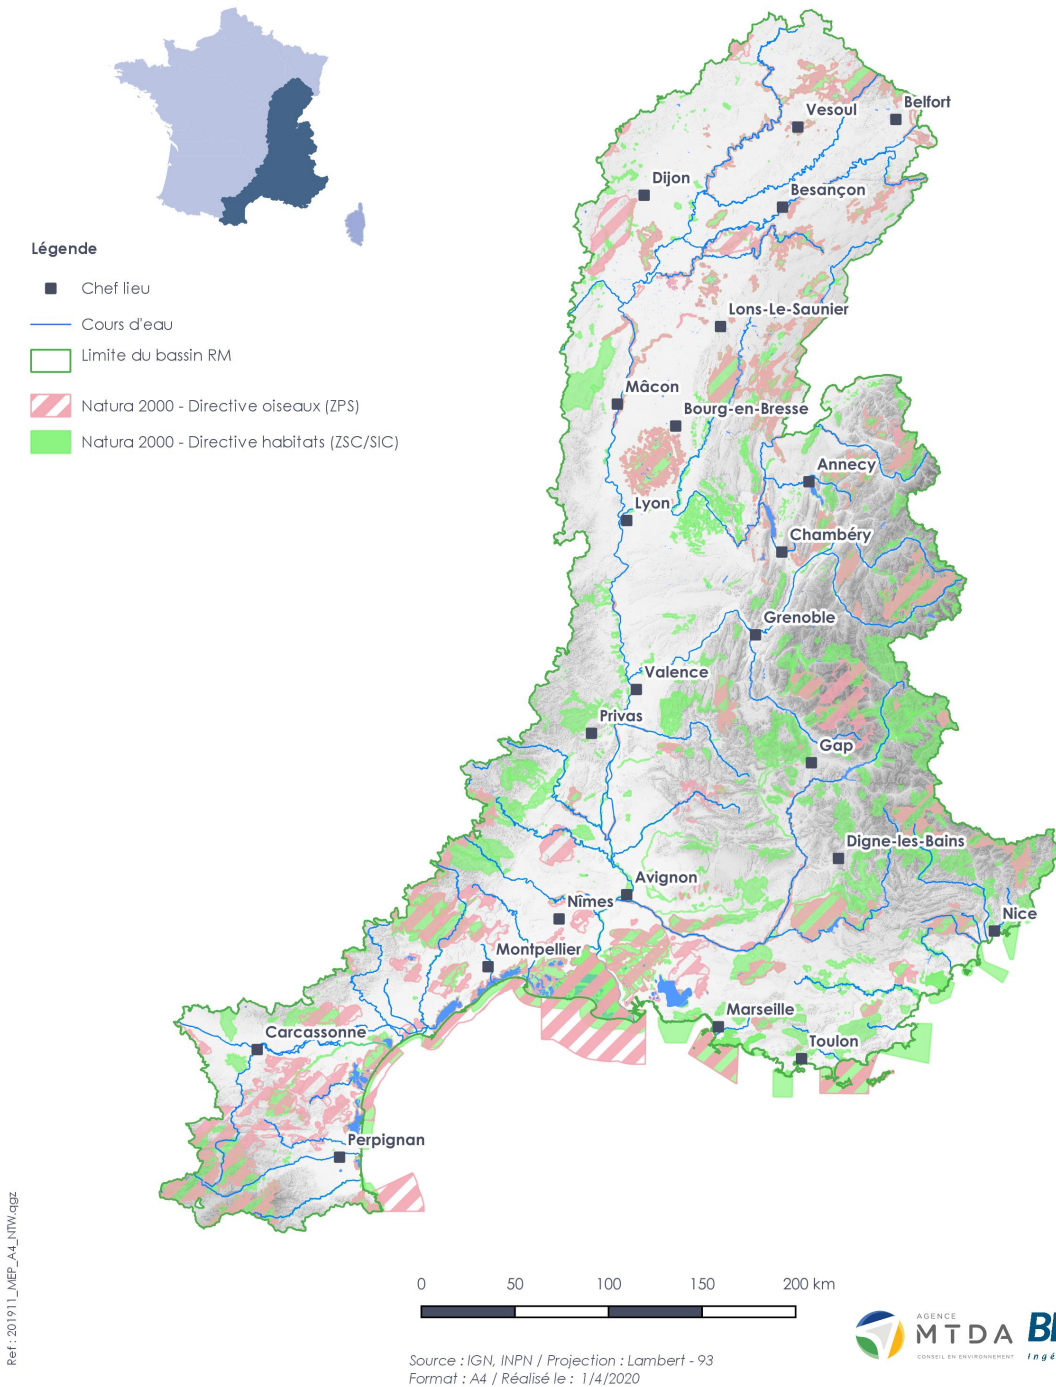 Légende
Chef lieu
Cours d'eau
Limite du bassin RM
Natura 2000 - Directive oiseaux (ZPS)
Natura 2000 - Directive habitats (ZSC/SIC)
Vesoul
Belfort
Dijon
Besançon
Lons-Le-Saunier
Mâcon
Bourg-en-Bresse
Annecy
Lyon
Chambéry
Grenoble
Valence
Privas
Gap
Digne-les-Bains
Avignon
Nîmes
Nice
Montpellier
Marseille
Carcassonne
Toulon
Perpignan
0 50 100 150 200 km
Source : IGN, INPN / Projection : Lambert - 93
Format : A4 / Réalisé le : 1/4/2020
Ref : 201911_MEP_A4_NTW.qgz
AGENCE
MTDA
CONSEIL EN ENVIRONNEMENT
Ingé